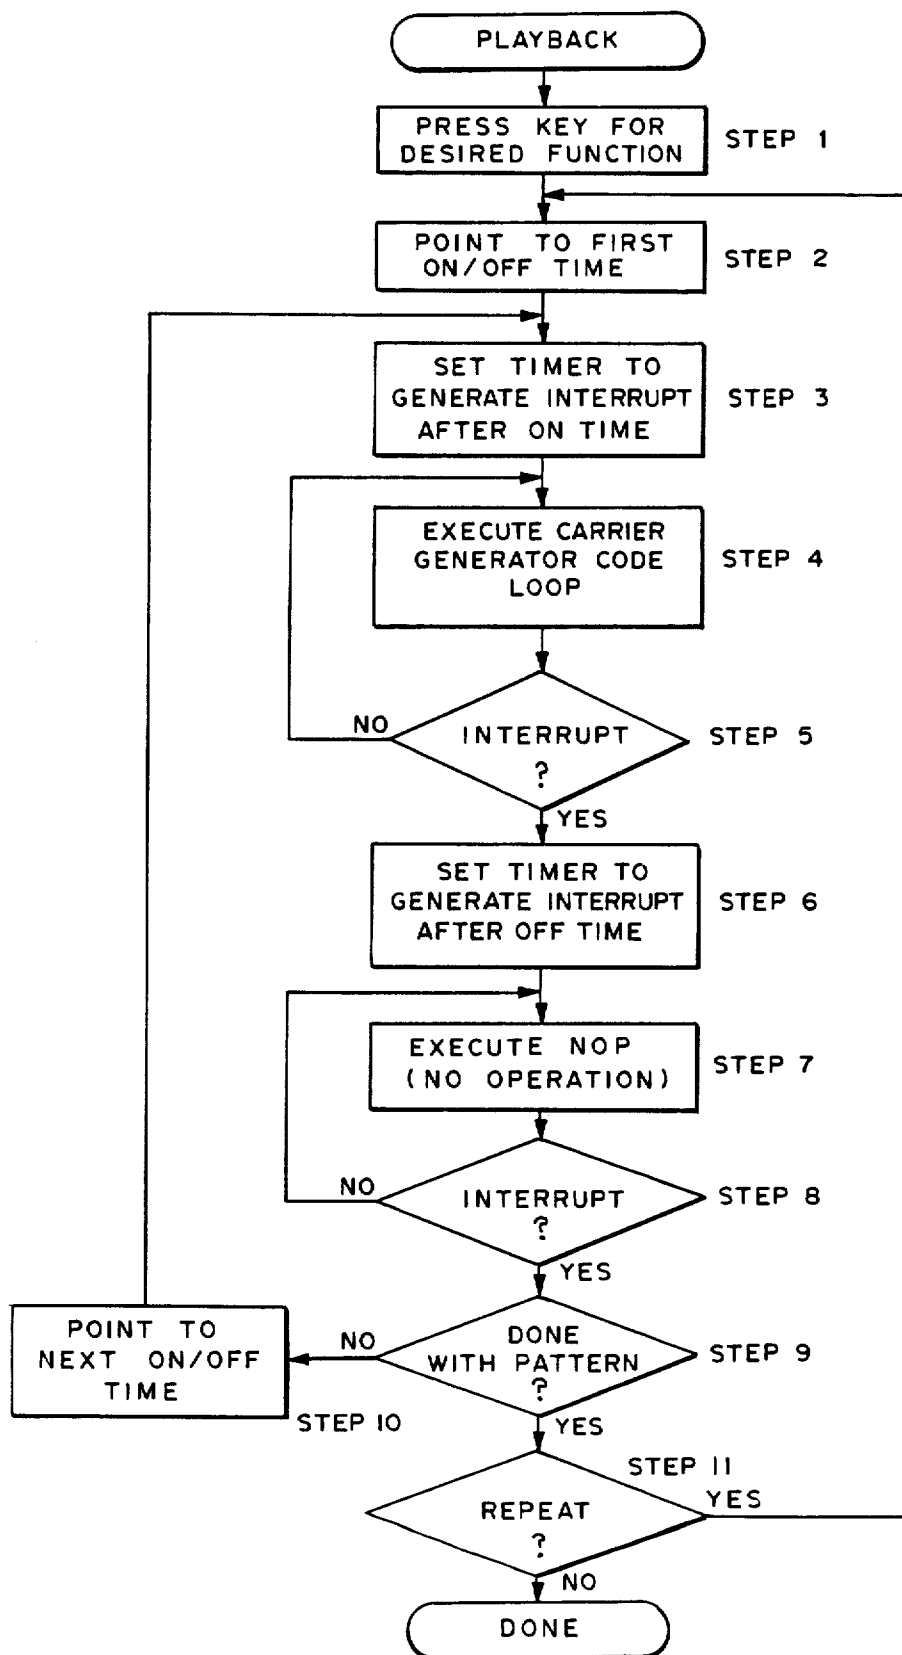 PLAYBACK
PRESS KEY FOR
DESIRED FUNCTION
STEP 1
POINT TO FIRST
ON/OFF TIME
STEP 2
SET TIMER TO
GENERATE INTERRUPT
AFTER ON TIME
STEP 3
EXECUTE CARRIER
GENERATOR CODE
LOOP
STEP 4
NO
INTERRUPT
?
STEP 5
YES
SET TIMER TO
GENERATE INTERRUPT
AFTER OFF TIME
STEP 6
EXECUTE NOP
(NO OPERATION)
STEP 7
NO
INTERRUPT
?
STEP 8
YES
POINT TO
NEXT ON/OFF
TIME
STEP 10
NO
DONE
WITH PATTERN
?
STEP 9
YES
STEP 11
REPEAT
?
YES
NO
DONE